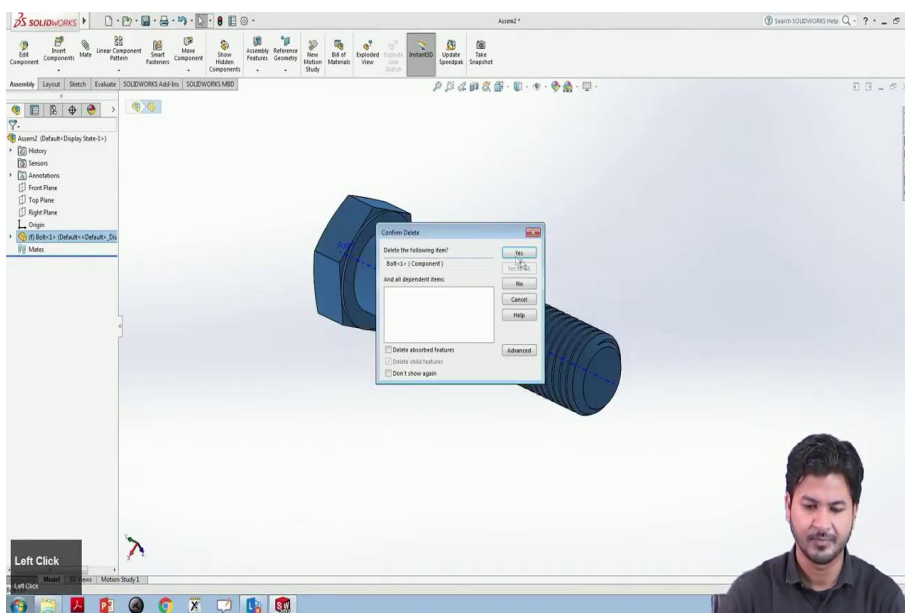 SOLIDWORKS
Assem2 *
Search SOLIDWORKS Help
Edit Component
Insert Components
Mate
Linear Component Pattern
Smart Fasteners
Move Component
Show Hidden Components
Assembly Features
Reference Geometry
New Motion Study
Bill of Materials
Exploded View
Explode Line Sketch
Instant3D
Update Speedpak
Take Snapshot
Assembly Layout Sketch Evaluate SOLIDWORKS Add-Ins SOLIDWORKS MBD
Assem2 (Default<Display State-1>)
History
Sensors
Annotations
Front Plane
Top Plane
Right Plane
Origin
(f) Bolt<1> (Default<<Default>_Dis
Mates
Confirm Delete
Delete the following item?
Bolt<1> ( Component )
And all dependent items:
Yes
No
Cancel
Help
Advanced
Delete absorbed features
Delete child features
Don't show again
Left Click
Left Click
Model
Motion Study 1